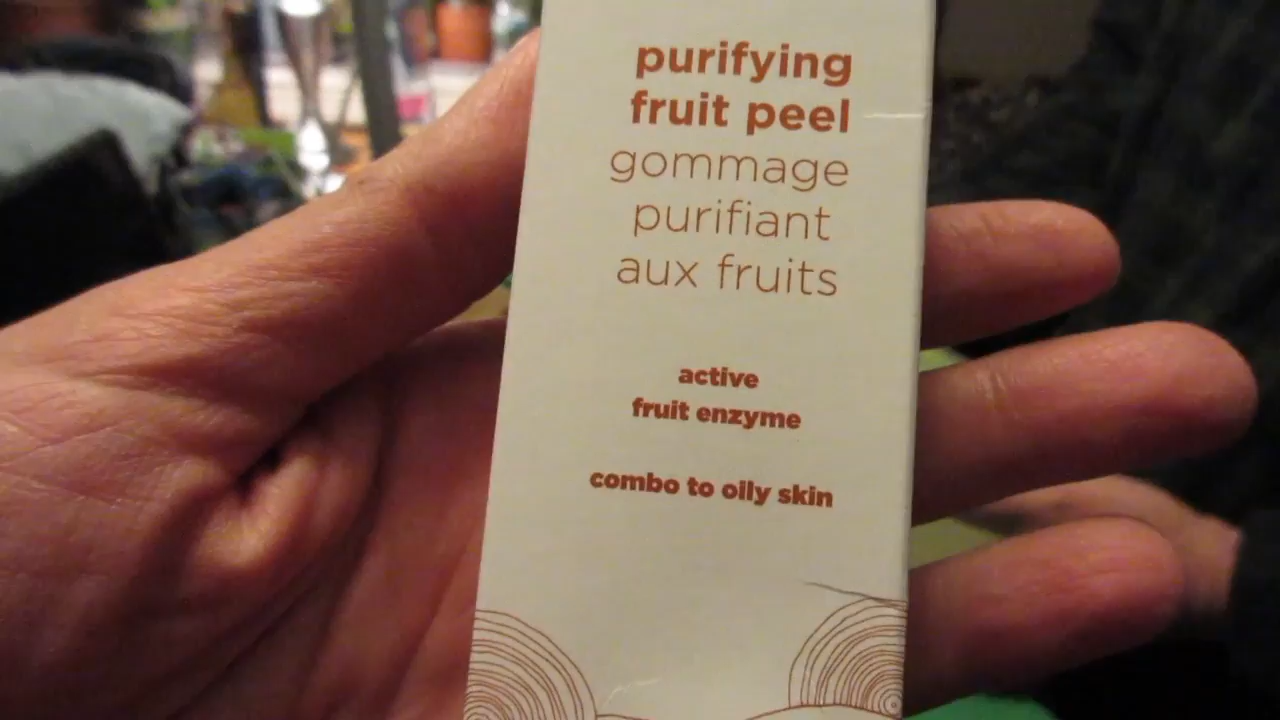 purifying
fruit peel
gommage
purifiant
aux fruits
active
fruit enzyme
combo to oily skin